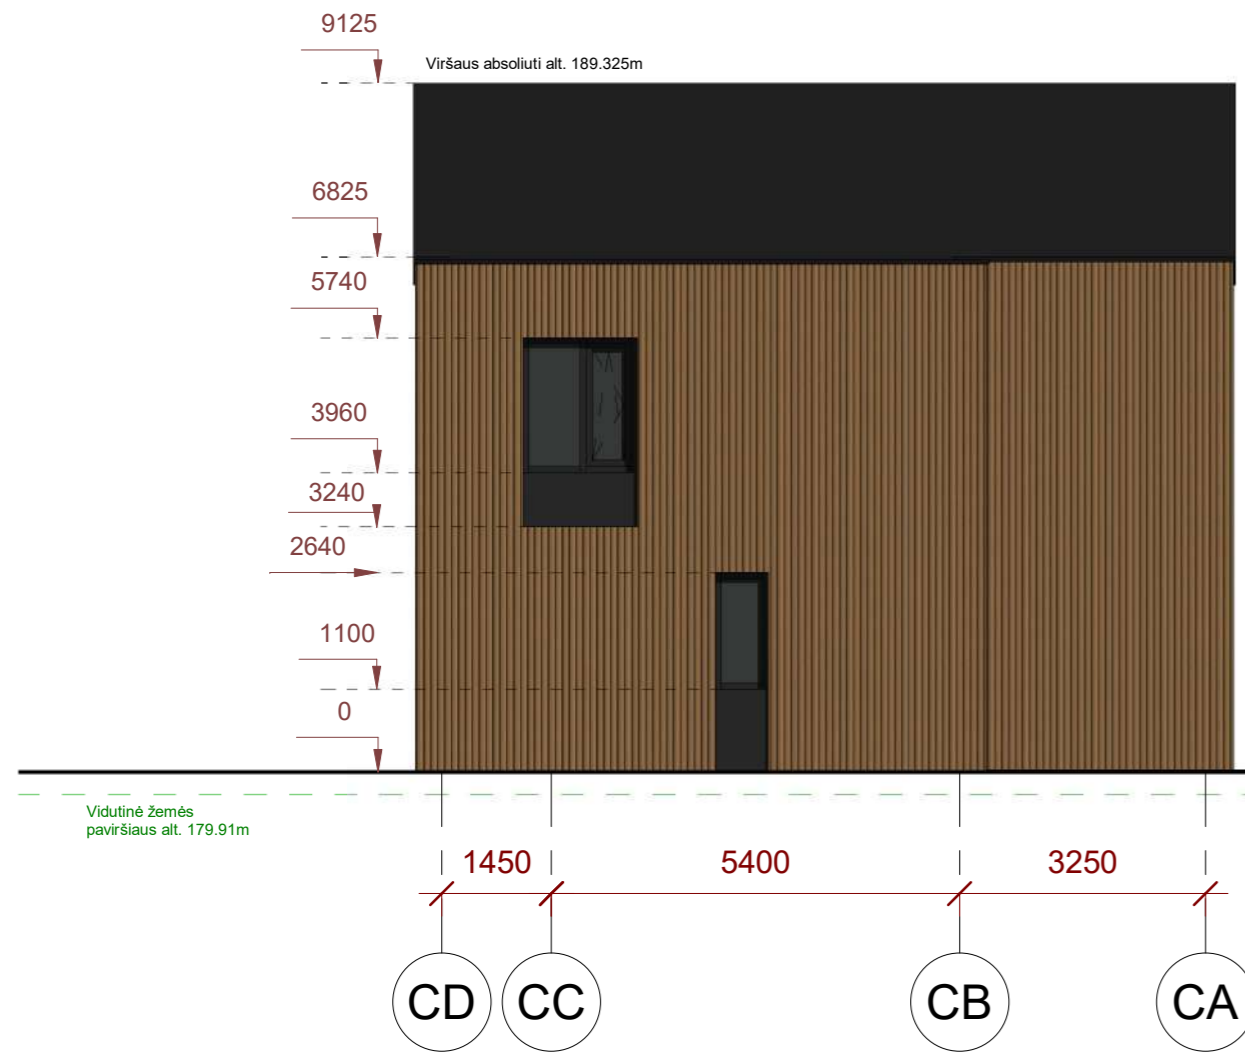 9125
Viršaus absoliuti alt. 189.325m
6825
5740
3960
3240
2640
1100
0
Vidutinė žemės
paviršiaus alt. 179.91m
1450 5400 3250
CD CC CB CA